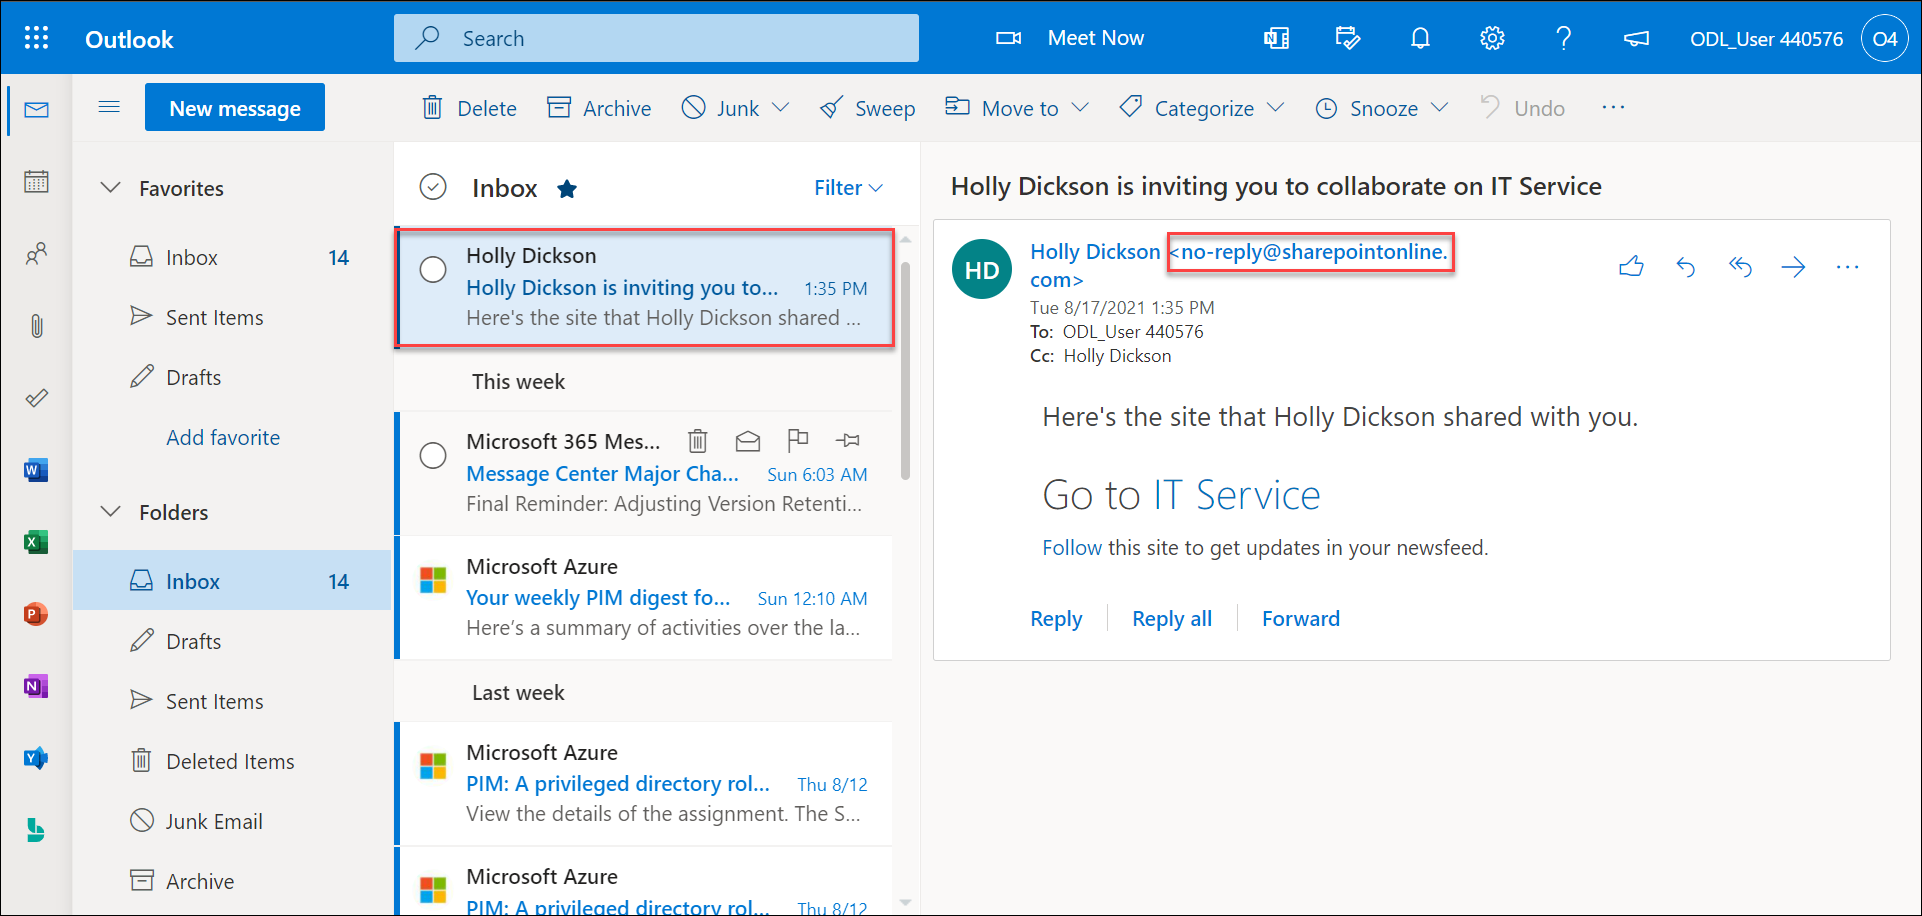 Outlook
Search
Meet Now
ODL_User 440576
O4
New message
Delete
Archive
Junk
Sweep
Move to
Categorize
Snooze
Undo
Favorites
Inbox 14
Sent Items
Drafts
Add favorite
Folders
Inbox 14
Drafts
Sent Items
Deleted Items
Junk Email
Archive
Inbox
Filter
Holly Dickson
Holly Dickson is inviting you to... 1:35 PM
Here's the site that Holly Dickson shared ...
This week
Microsoft 365 Mes...
Message Center Major Cha... Sun 6:03 AM
Final Reminder: Adjusting Version Retenti...
Microsoft Azure
Your weekly PIM digest fo... Sun 12:10 AM
Here's a summary of activities over the la...
Last week
Microsoft Azure
PIM: A privileged directory rol... Thu 8/12
View the details of the assignment. The S...
Microsoft Azure
PIM: A privileged directory rol... Thu 8/12
Holly Dickson is inviting you to collaborate on IT Service
HD
Holly Dickson <no-reply@sharepointonline.
com>
Tue 8/17/2021 1:35 PM
To: ODL_User 440576
Cc: Holly Dickson
Here's the site that Holly Dickson shared with you.
Go to IT Service
Follow this site to get updates in your newsfeed.
Reply
Reply all
Forward